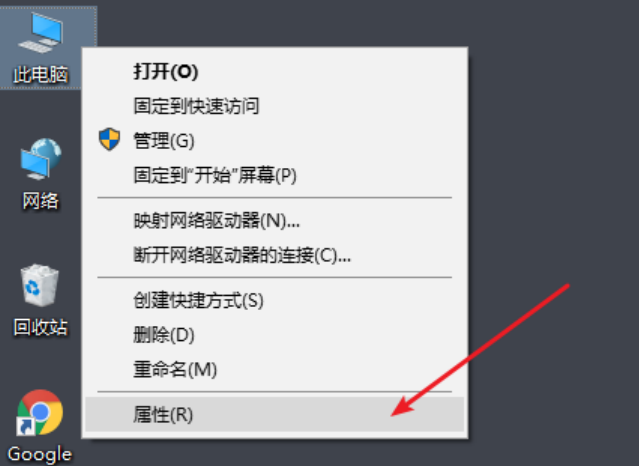 此电脑
打开(O)
固定到快速访问
管理(G)
固定到“开始”屏幕(P)
映射网络驱动器(N)...
断开网络驱动器的连接(C)...
创建快捷方式(S)
删除(D)
重命名(M)
属性(R)
网络
回收站
Google